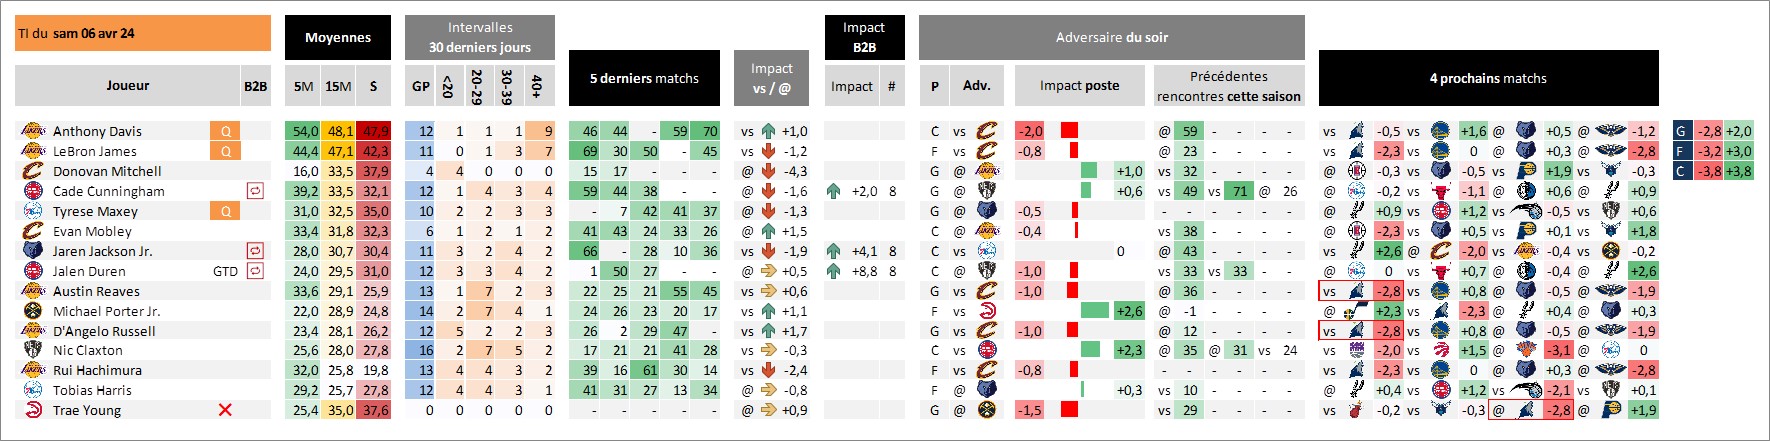 TI du sam 06 avr 24
Moyennes
Intervalles
30 derniers jours
5 derniers matchs
Impact
vs / @
Impact
B2B
Adversaire du soir
4 prochains matchs
Joueur B2B 5M 15M S GP <20 20-29 30-39 40+ Impact # P Adv. Impact poste Précédentes rencontres cette saison
Anthony Davis Q 54,0 48,1 47,9 12 1 1 1 9 46 44 - 59 70 vs +1,0 C vs -2,0 @ 59 - - - - vs -0,5 vs +1,6 @ +0,5 @ -1,2 G -2,8 +2,0
LeBron James Q 44,4 47,1 42,3 11 0 1 3 7 69 30 50 - 45 vs -1,2 F vs -0,8 @ 23 - - - - vs -2,3 vs 0 @ +0,3 @ -2,8 F -3,2 +3,0
Donovan Mitchell 16,0 33,5 37,9 4 4 0 0 0 15 17 - - - @ -4,3 G @ +1,0 vs 32 - - - - @ -0,5 vs -0,5 vs +1,9 vs -0,3 C -3,8 +3,8
Cade Cunningham 39,2 33,5 32,1 12 1 4 3 4 59 44 38 - - @ -1,6 +2,0 8 G @ +0,6 vs 49 vs 71 @ 26 @ -0,2 vs -1,1 @ +0,6 @ +0,9
Tyrese Maxey Q 31,0 32,5 35,0 10 2 2 3 3 - 7 42 41 37 @ -1,3 G @ -0,5 - - - - - - @ +0,9 vs +1,2 vs -0,5 vs +0,6
Evan Mobley 33,4 31,8 32,3 6 1 2 1 2 41 43 24 33 26 @ +1,5 C @ -0,4 vs 38 - - - - @ -2,3 vs +0,5 vs +0,1 vs +1,8
Jaren Jackson Jr. 28,0 30,7 30,4 11 3 2 4 2 66 - 28 10 36 vs -1,9 +4,1 8 C vs 0 @ 43 - - - - vs +2,6 @ -2,0 vs -0,4 vs -0,2
Jalen Duren GTD 24,0 29,5 31,0 12 3 3 4 2 1 50 27 - - @ +0,5 +8,8 8 C @ -1,0 vs 33 vs 33 - - @ 0 vs +0,7 @ -0,4 @ +2,6
Austin Reaves 33,6 29,1 25,9 13 1 7 2 3 22 25 21 55 45 vs +0,6 G vs -1,0 @ 36 - - - - vs -2,8 vs +0,8 @ -0,5 @ -1,9
Michael Porter Jr. 22,0 28,9 24,8 14 2 7 4 1 24 26 23 20 17 vs +1,1 F vs +2,6 @ -1 - - - - @ +2,3 vs -0,4 @ +0,4 @ +0,3
D'Angelo Russell 23,4 28,1 26,2 12 5 2 2 3 26 2 29 47 - vs +1,7 G vs -1,0 @ 12 - - - - vs -2,8 vs +0,8 @ -0,5 @ -1,9
Nic Claxton 25,6 28,0 27,8 16 2 7 5 2 17 21 21 41 28 vs -0,3 C vs +2,3 @ 35 @ 31 vs 24 vs -2,0 vs +1,5 @ -3,1 @ 0
Rui Hachimura 32,0 25,8 19,8 13 4 4 3 2 39 16 61 30 14 vs -2,4 F vs -0,8 - - - - - - vs -2,3 vs 0 @ +0,3 @ -2,8
Tobias Harris 29,2 25,7 27,8 12 4 4 3 1 41 31 27 13 34 @ -0,8 F @ +0,3 vs 10 - - - - @ +0,4 vs +1,2 vs -2,1 vs +0,1
Trae Young 25,4 35,0 37,6 0 0 0 0 0 - - - - - @ +0,9 G @ -1,5 vs 29 - - - - vs -0,2 vs -0,3 @ -2,8 @ +1,9